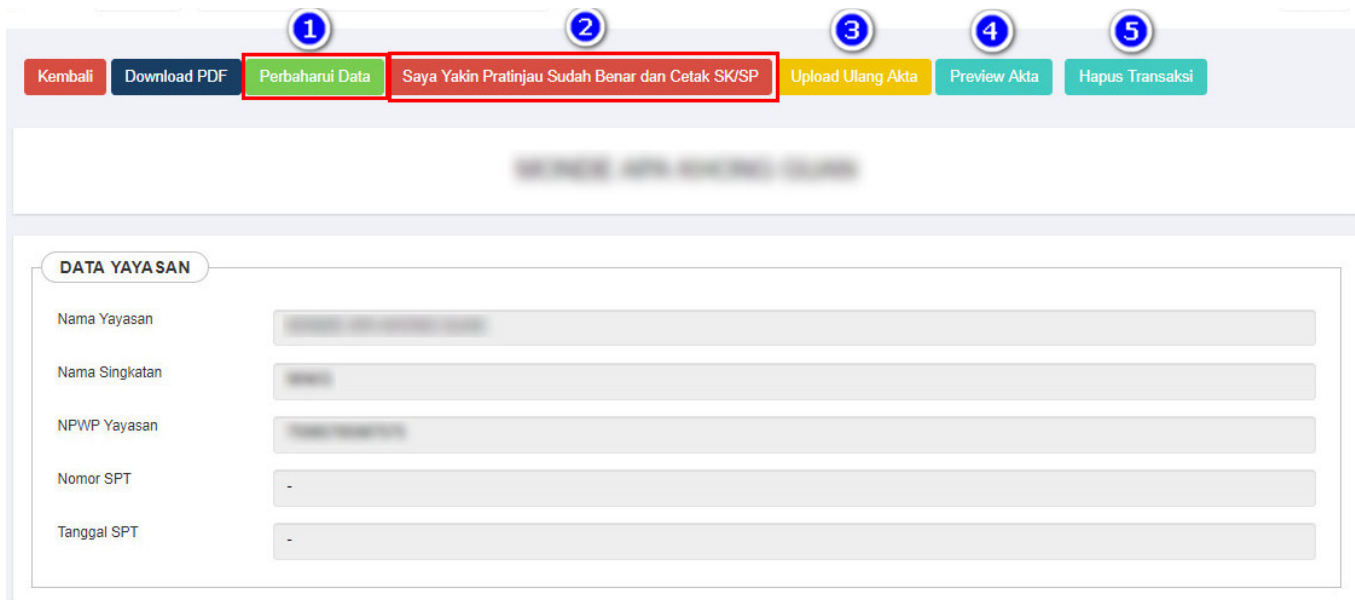 1 2 3 4 5
Kembali Download PDF Perbaharui Data Saya Yakin Pratinjau Sudah Benar dan Cetak SK/SP Upload Ulang Akta Preview Akta Hapus Transaksi
DATA YAYASAN
Nama Yayasan
Nama Singkatan
NPWP Yayasan
Nomor SPT -
Tanggal SPT -